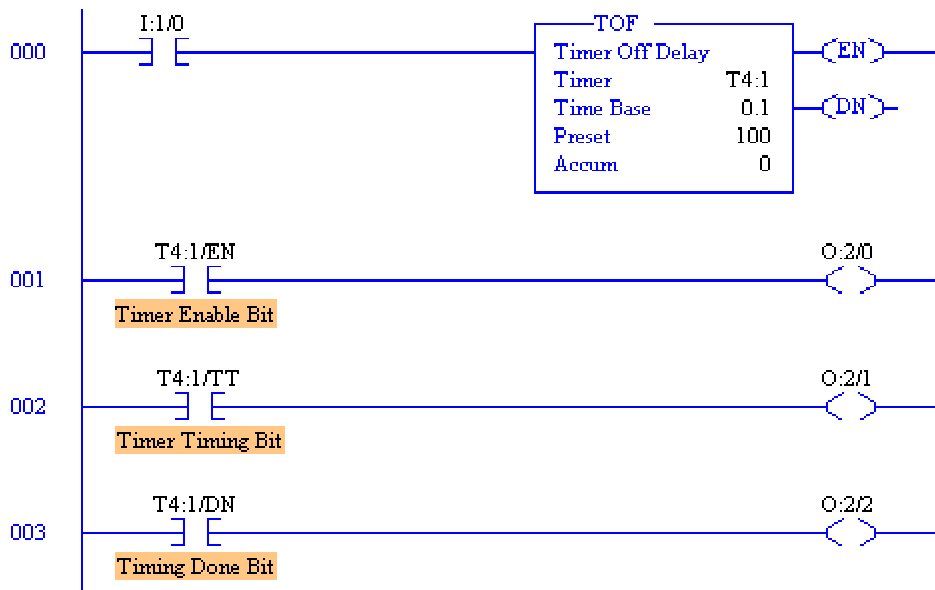 I:1/0
TOF
000
EN
Timer Off Delay
Timer T4:1
Time Base 0.1
DN
Preset 100
Accum 0
T4:1/EN
O:2/0
001
Timer Enable Bit
T4:1/TT
O:2/1
002
Timer Timing Bit
T4:1/DN
O:2/2
003
Timing Done Bit